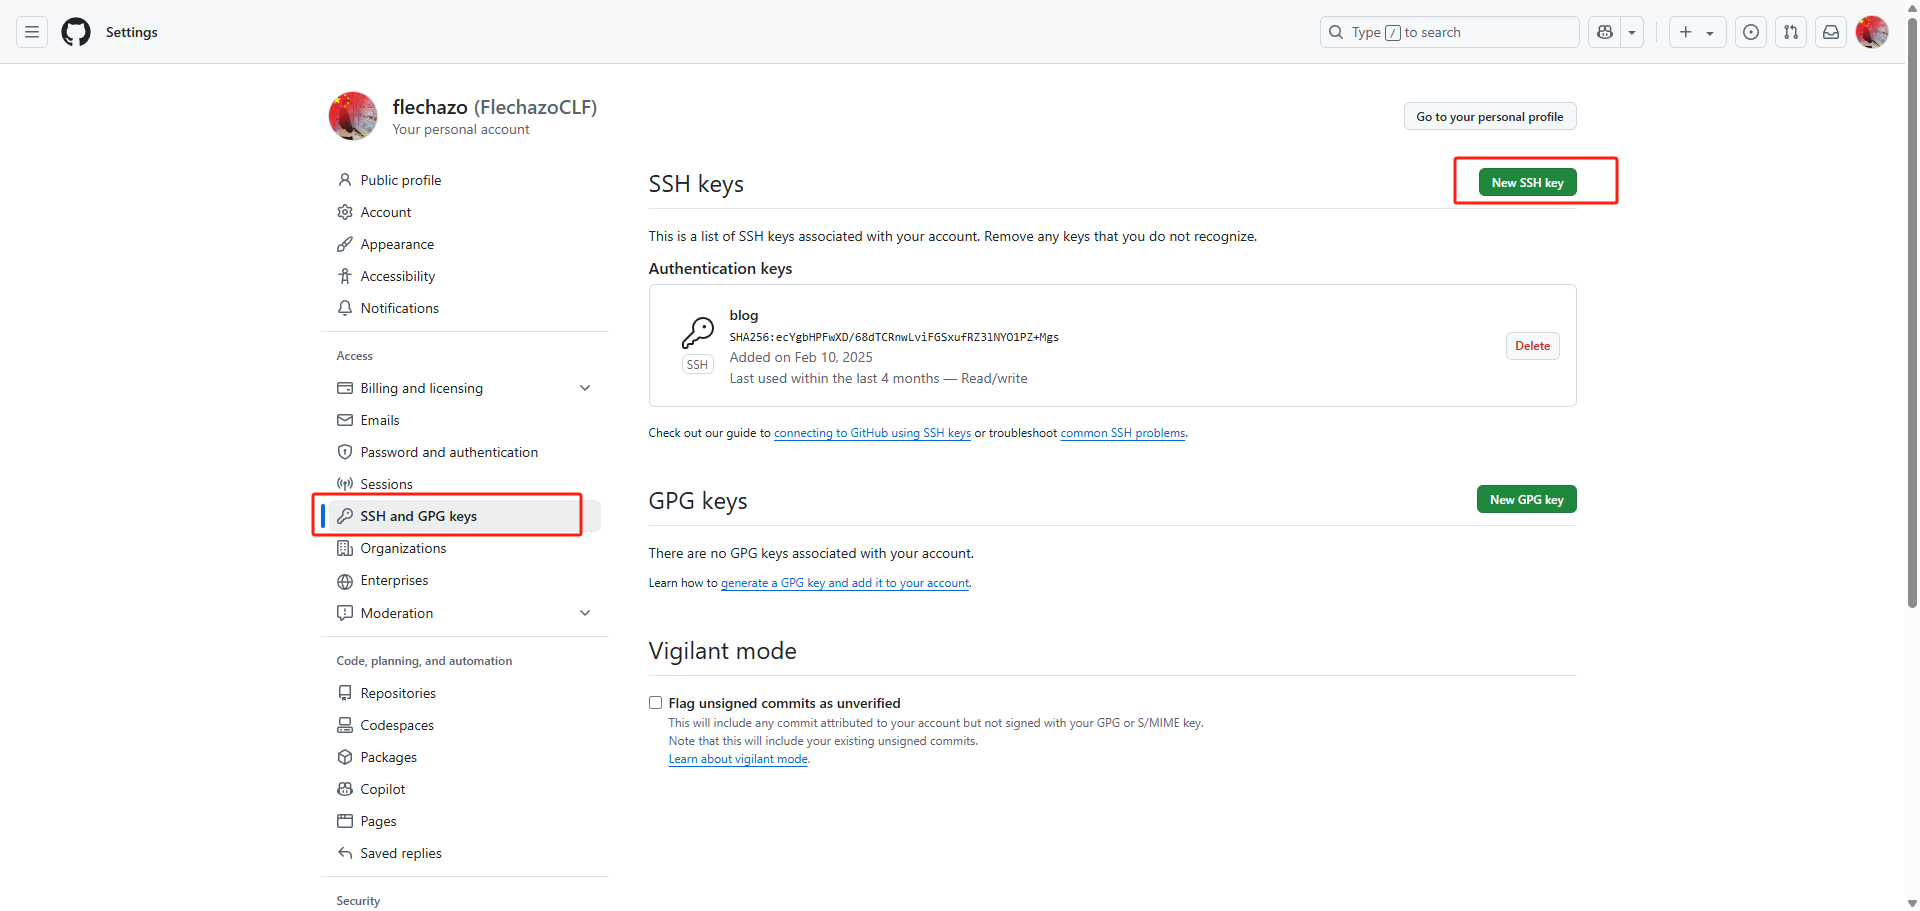 Settings
Type / to search
flechazo (FlechazoCLF)
Your personal account
Go to your personal profile
Public profile
Account
Appearance
Accessibility
Notifications
Access
Billing and licensing
Emails
Password and authentication
Sessions
SSH and GPG keys
Organizations
Enterprises
Moderation
Code, planning, and automation
Repositories
Codespaces
Packages
Copilot
Pages
Saved replies
Security
SSH keys
New SSH key
This is a list of SSH keys associated with your account. Remove any keys that you do not recognize.
Authentication keys
blog
SHA256:ecYgbHPFwXD/68dTCRnwLviFGSxufRZ3lNYO1PZ+Mgs
SSH
Added on Feb 10, 2025
Last used within the last 4 months — Read/write
Delete
Check out our guide to connecting to GitHub using SSH keys or troubleshoot common SSH problems.
GPG keys
New GPG key
There are no GPG keys associated with your account.
Learn how to generate a GPG key and add it to your account.
Vigilant mode
Flag unsigned commits as unverified
This will include any commit attributed to your account but not signed with your GPG or S/MIME key.
Note that this will include your existing unsigned commits.
Learn about vigilant mode.